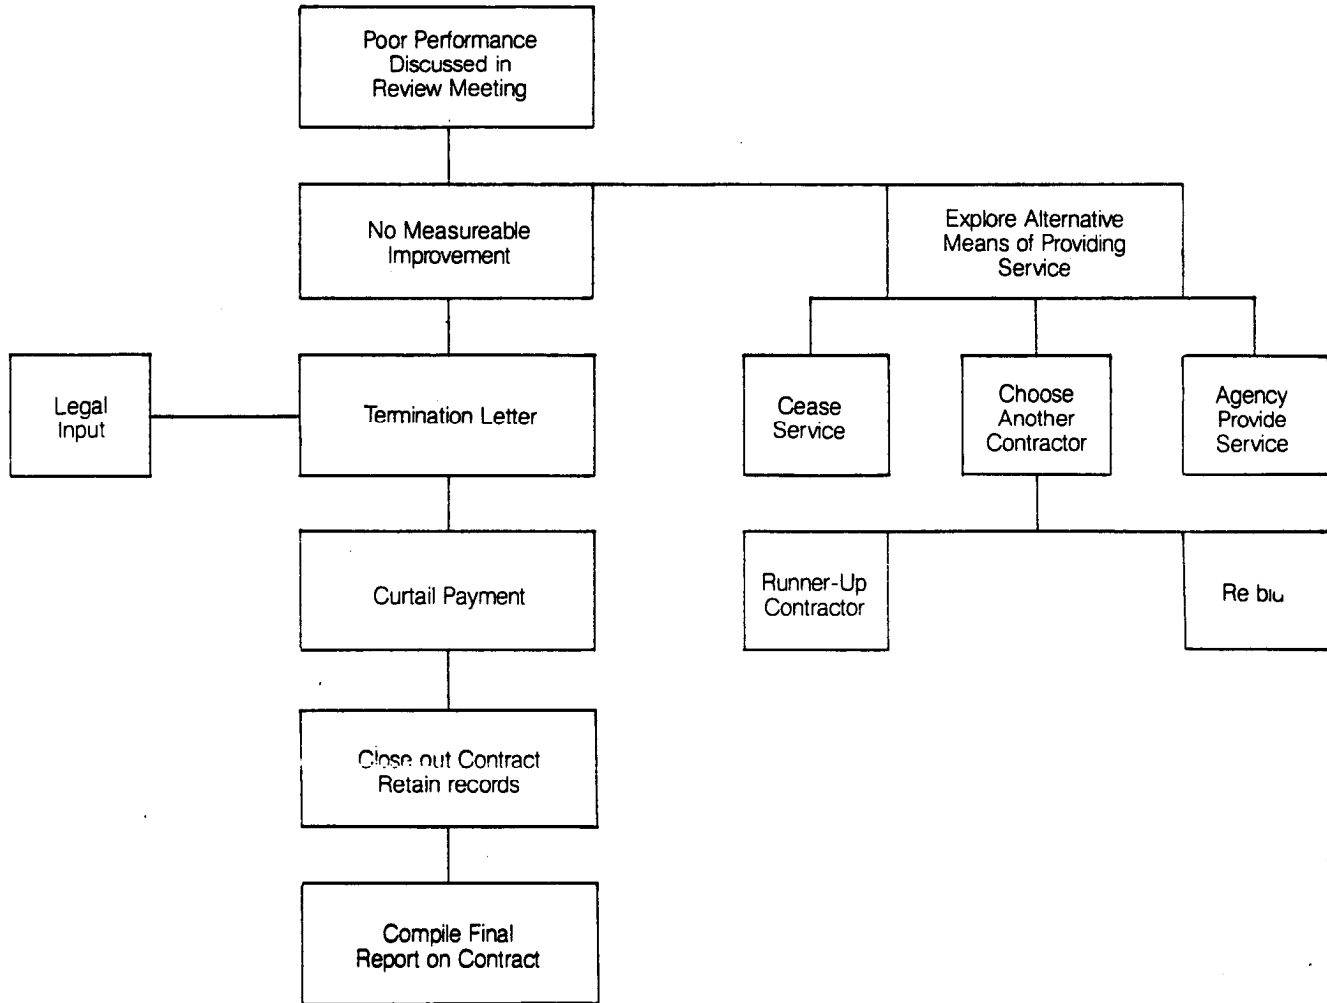 Poor Performance
Discussed in
Review Meeting
No Measureable
Improvement
Explore Alternative
Means of Providing
Service
Legal
Input
Termination Letter
Cease
Service
Choose
Another
Contractor
Agency
Provide
Service
Curtail Payment
Runner-Up
Contractor
Re bid
Close out Contract
Retain records
Compile Final
Report on Contract